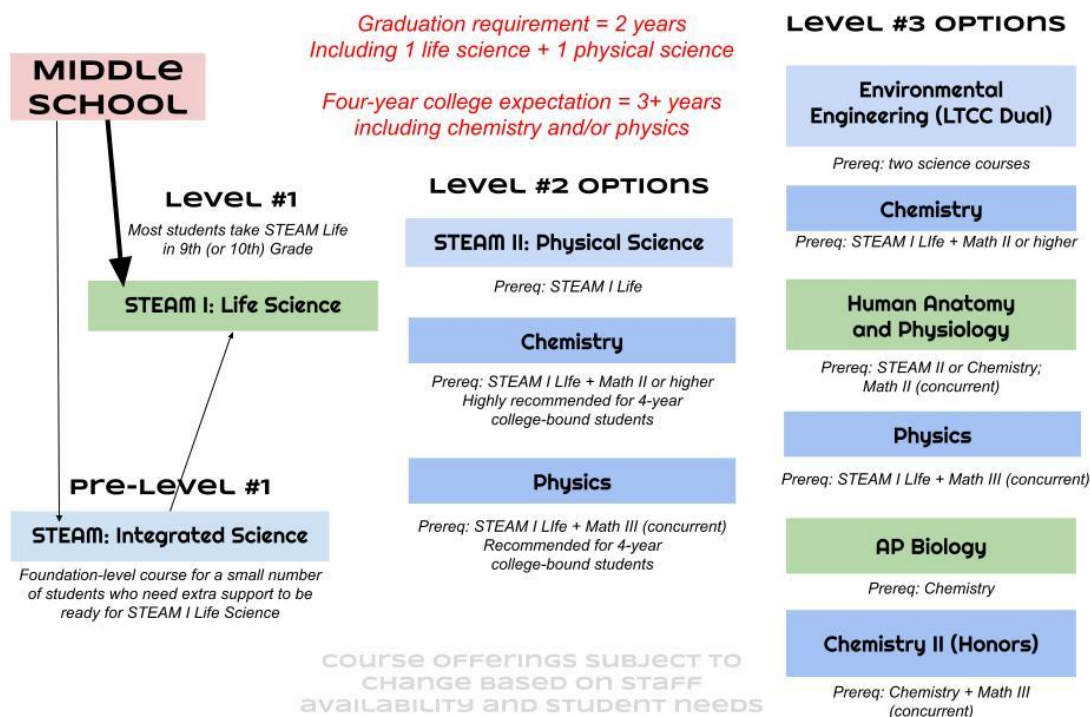 Graduation requirement = 2 years
Including 1 life science + 1 physical science
Four-year college expectation = 3+ years
including chemistry and/or physics
MIDDLE
SCHOOL
Level #1
Most students take STEAM Life
in 9th (or 10th) Grade
STEAM I: Life Science
Pre-Level #1
STEAM: Integrated Science
Foundation-level course for a small number
of students who need extra support to be
ready for STEAM I Life Science
Level #2 Options
STEAM II: Physical Science
Prereq: STEAM I Life
Chemistry
Prereq: STEAM I LIfe + Math II or higher
Highly recommended for 4-year
college-bound students
Physics
Prereq: STEAM I LIfe + Math III (concurrent)
Recommended for 4-year
college-bound students
Level #3 Options
Environmental
Engineering (LTCC Dual)
Prereq: two science courses
Chemistry
Prereq: STEAM I LIfe + Math II or higher
Human Anatomy
and Physiology
Prereq: STEAM II or Chemistry;
Math II (concurrent)
Physics
Prereq: STEAM I LIfe + Math III (concurrent)
AP Biology
Prereq: Chemistry
Chemistry II (Honors)
Prereq: Chemistry + Math III
(concurrent)
Course offerings subject to
change based on staff
availability and student needs